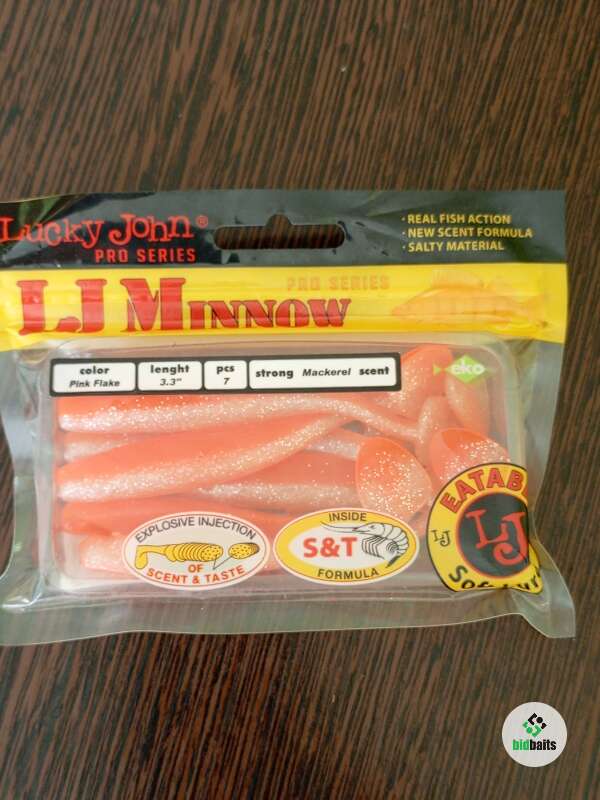 Lucky John®
PRO SERIES
· REAL FISH ACTION
· NEW SCENT FORMULA
· SALTY MATERIAL
PRO SERIES
LJ MINNOW
color
Pink Flake
lenght
3.3"
pcs
7
strong Mackerel scent
eko
EXPLOSIVE INJECTION
OF
SCENT & TASTE
INSIDE
S&T
FORMULA
LJ
LJ
bidbaits